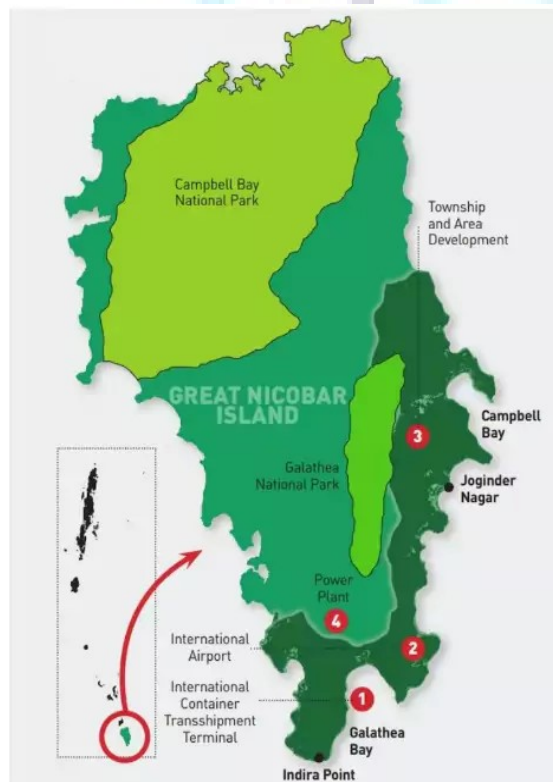 Campbell Bay
National Park
Township
and Area
Development
GREAT NICOBAR
ISLAND
Campbell
Bay
3
Galathea
National Park
Joginder
Nagar
Power
Plant
4
International
Airport
2
International
Container
Transshipment
Terminal
1
Galathea
Bay
Indira Point